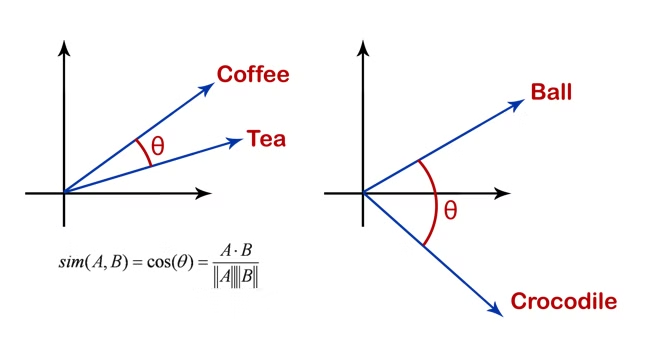 Coffee
θ
Tea
sim(A, B) = cos(θ) = A · B / ‖A‖‖B‖
Ball
θ
Crocodile